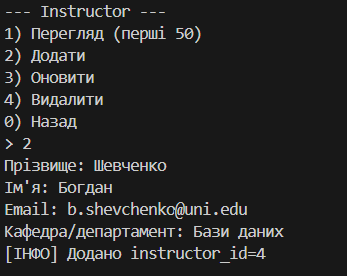 --- Instructor ---
1) Перегляд (перші 50)
2) Додати
3) Оновити
4) Видалити
0) Назад
> 2
Прізвище: Шевченко
Ім'я: Богдан
Email: b.shevchenko@uni.edu
Кафедра/департамент: Бази даних
[ІНФО] Додано instructor_id=4